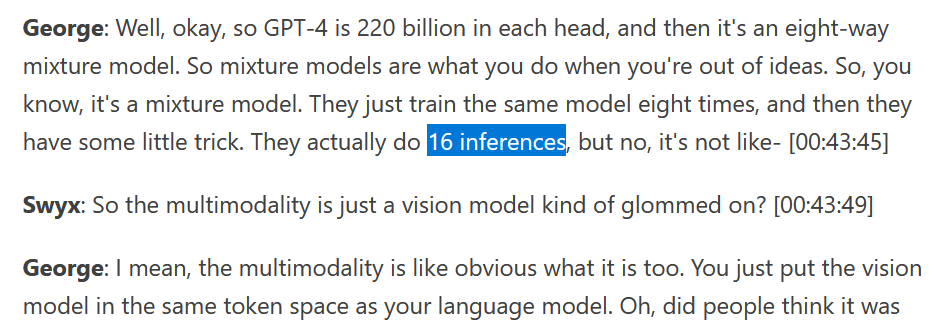 George: Well, okay, so GPT-4 is 220 billion in each head, and then it's an eight-way
mixture model. So mixture models are what you do when you're out of ideas. So, you
know, it's a mixture model. They just train the same model eight times, and then they
have some little trick. They actually do 16 inferences, but no, it's not like- [00:43:45]
Swyx: So the multimodality is just a vision model kind of glommed on? [00:43:49]
George: I mean, the multimodality is like obvious what it is too. You just put the vision
model in the same token space as your language model. Oh, did people think it was